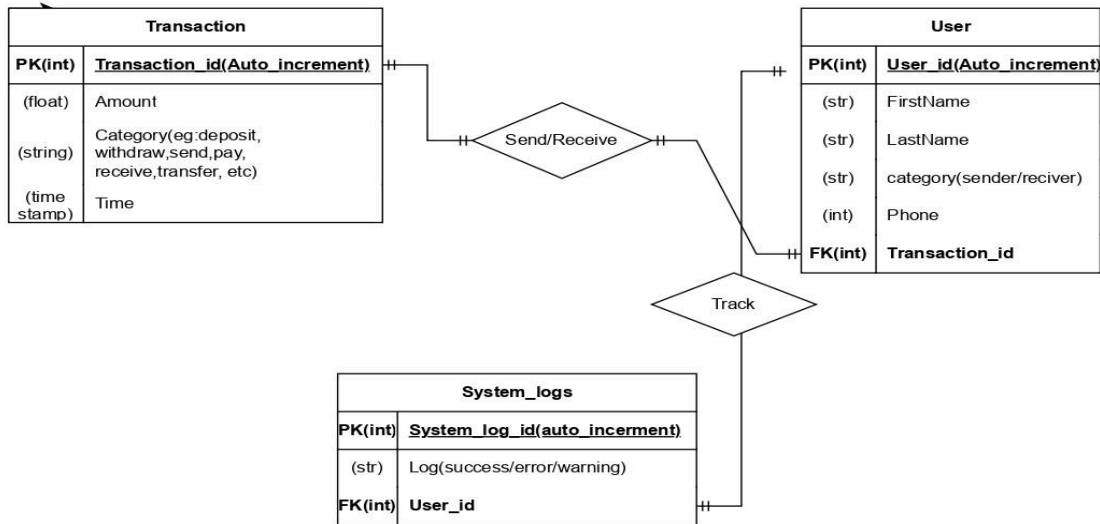 Transaction
PK(int) Transaction_id(Auto_increment)
(float) Amount
(string) Category(eg:deposit,
withdraw,send,pay,
receive,transfer, etc)
(time
stamp) Time
Send/Receive
User
PK(int) User_id(Auto_increment)
(str) FirstName
(str) LastName
(str) category(sender/reciver)
(int) Phone
FK(int) Transaction_id
Track
System_logs
PK(int) System_log_id(auto_incerment)
(str) Log(success/error/warning)
FK(int) User_id